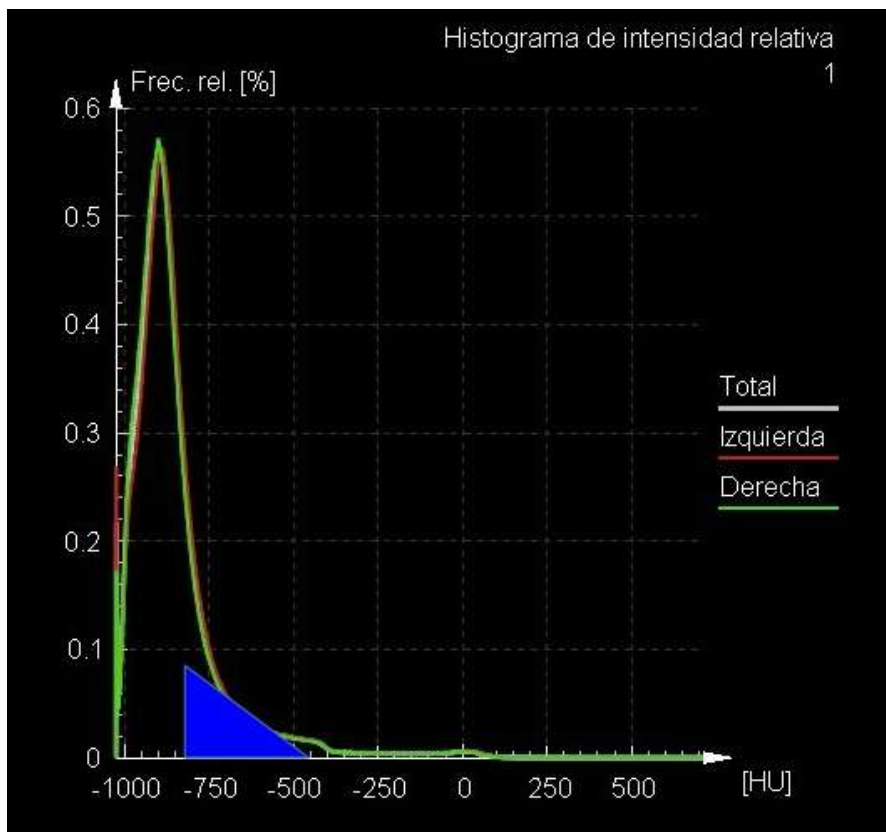 Histograma de intensidad relativa
1
Frec. rel. [%]
0.6
0.5
0.4
0.3
0.2
0.1
0
Total
Izquierda
Derecha
-1000 -750 -500 -250 0 250 500 [HU]